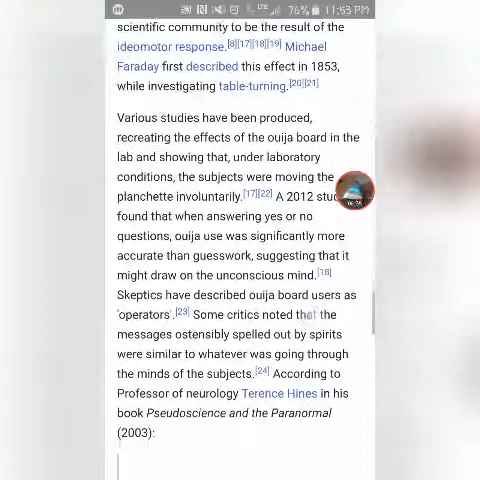 76% 11:53 PM
scientific community to be the result of the
ideomotor response.[8][17][18][19] Michael
Faraday first described this effect in 1853,
while investigating table-turning.[20][21]
Various studies have been produced,
recreating the effects of the ouija board in the
lab and showing that, under laboratory
conditions, the subjects were moving the
planchette involuntarily.[17][22] A 2012
found that when answering yes or no
questions, ouija use was significantly more
accurate than guesswork, suggesting that it
might draw on the unconscious mind.[18]
Skeptics have described ouija board users as
'operators'.[23] Some critics noted that the
messages ostensibly spelled out by spirits
were similar to whatever was going through
the minds of the subjects.[24] According to
Professor of neurology Terence Hines in his
book Pseudoscience and the Paranormal
(2003):